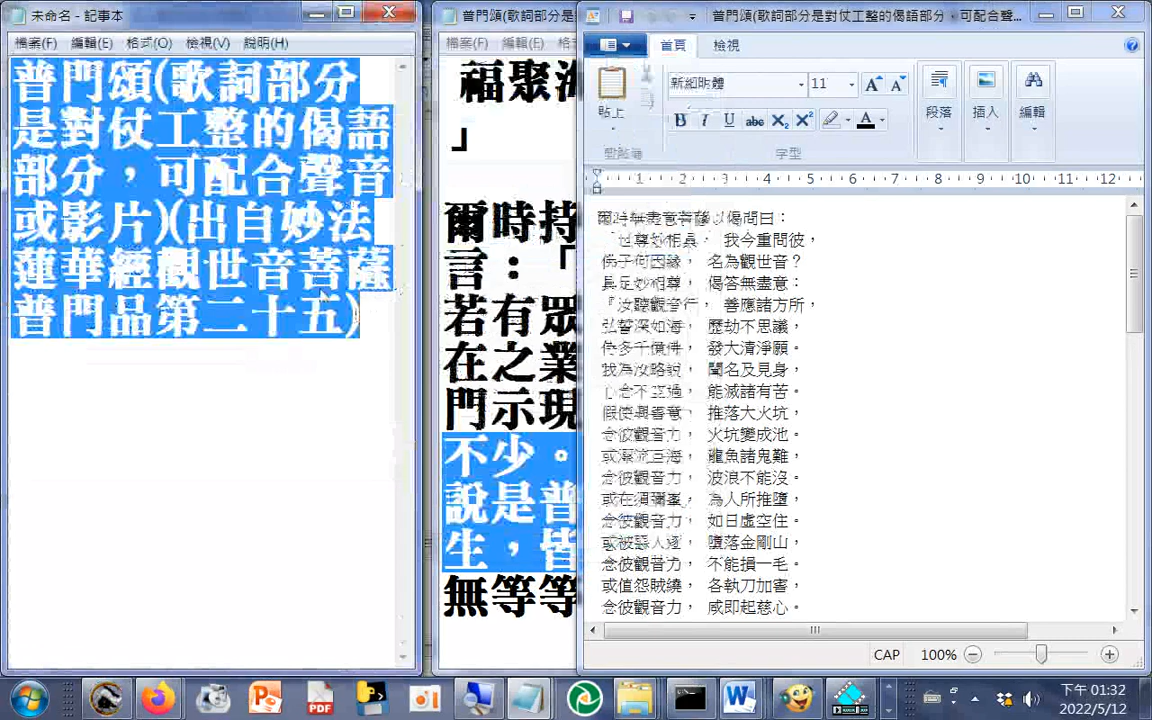 未命名 - 記事本
檔案(F) 編輯(E) 格式(O) 檢視(V) 說明(H)
普門頌(歌詞部分
是對仗工整的偈語
部分，可配合聲音
或影片)(出自妙法
蓮華經觀世音菩薩
普門品第二十五)
普門頌(歌詞部分是
檔案(F) 編輯(E)
福聚海
」
爾時持
言：「
若有眾
在之業
門示現
不少。
說是普
生，皆
無等等
普門頌(歌詞部分是對仗工整的偈語部分，可配合聲...
首頁 檢視
貼上
剪貼簿
新細明體 11
B I U abc X₂ X² A
字型
段落 插入 編輯
1 2 3 4 5 6 7 8 9 10 11 12
爾時無盡意菩薩以偈問曰：
「世尊妙相具， 我今重問彼，
佛子何因緣， 名為觀世音？
具足妙相尊， 偈答無盡意：
『汝聽觀音行， 善應諸方所，
弘誓深如海， 歷劫不思議，
侍多千億佛， 發大清淨願。
我為汝略說， 聞名及見身，
心念不空過， 能滅諸有苦。
假使興害意， 推落大火坑，
念彼觀音力， 火坑變成池。
或漂流巨海， 龍魚諸鬼難，
念彼觀音力， 波浪不能沒。
或在須彌峯， 為人所推墮，
念彼觀音力， 如日虛空住。
或被惡人逐， 墮落金剛山，
念彼觀音力， 不能損一毛。
或值怨賊繞， 各執刀加害，
念彼觀音力， 咸即起慈心。
CAP 100%
下午 01:32
2022/5/12